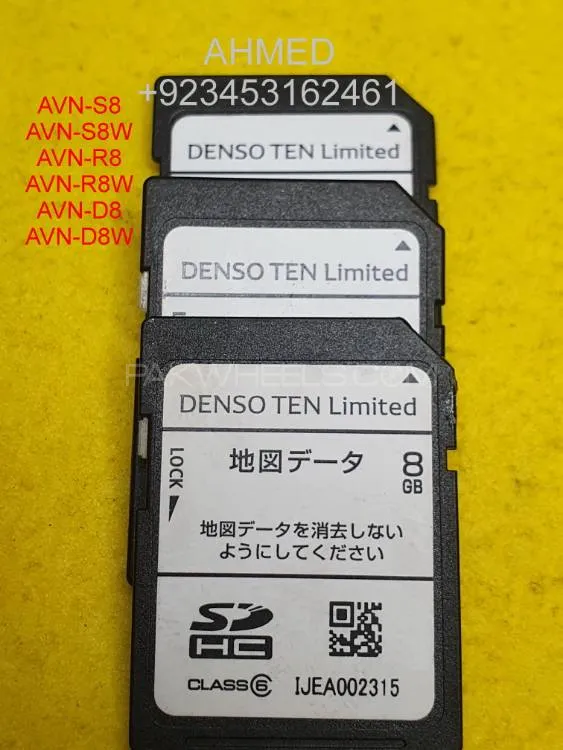 AHMED
+923453162461
AVN-S8
AVN-S8W
AVN-R8
AVN-R8W
AVN-D8
AVN-D8W
DENSO TEN Limited
DENSO TEN Limited
PAKWHEELS.COM
DENSO TEN Limited
LOCK
地図データ
8
GB
地図データを消去しない
ようにしてください
SD
HC
CLASS 6
IJEA002315